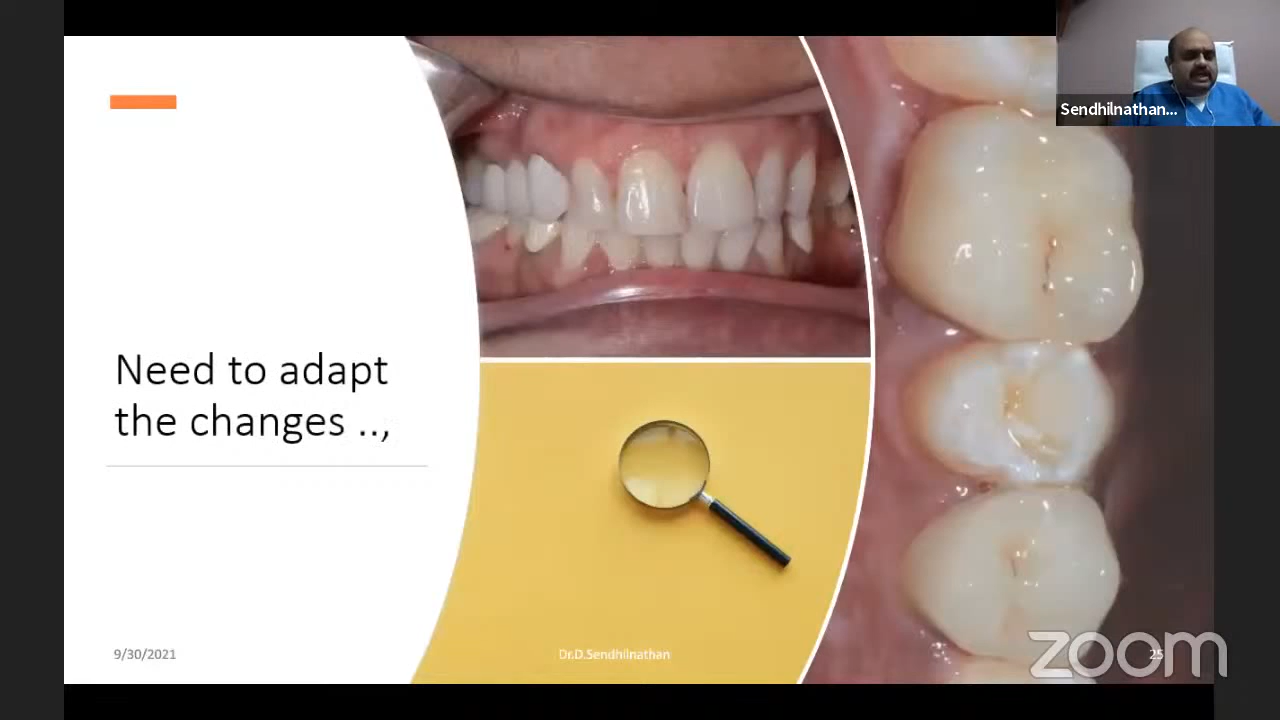 Sendhilnathan...
Need to adapt
the changes ..,
9/30/2021
Dr.D.Sendhilnathan
25
zoom